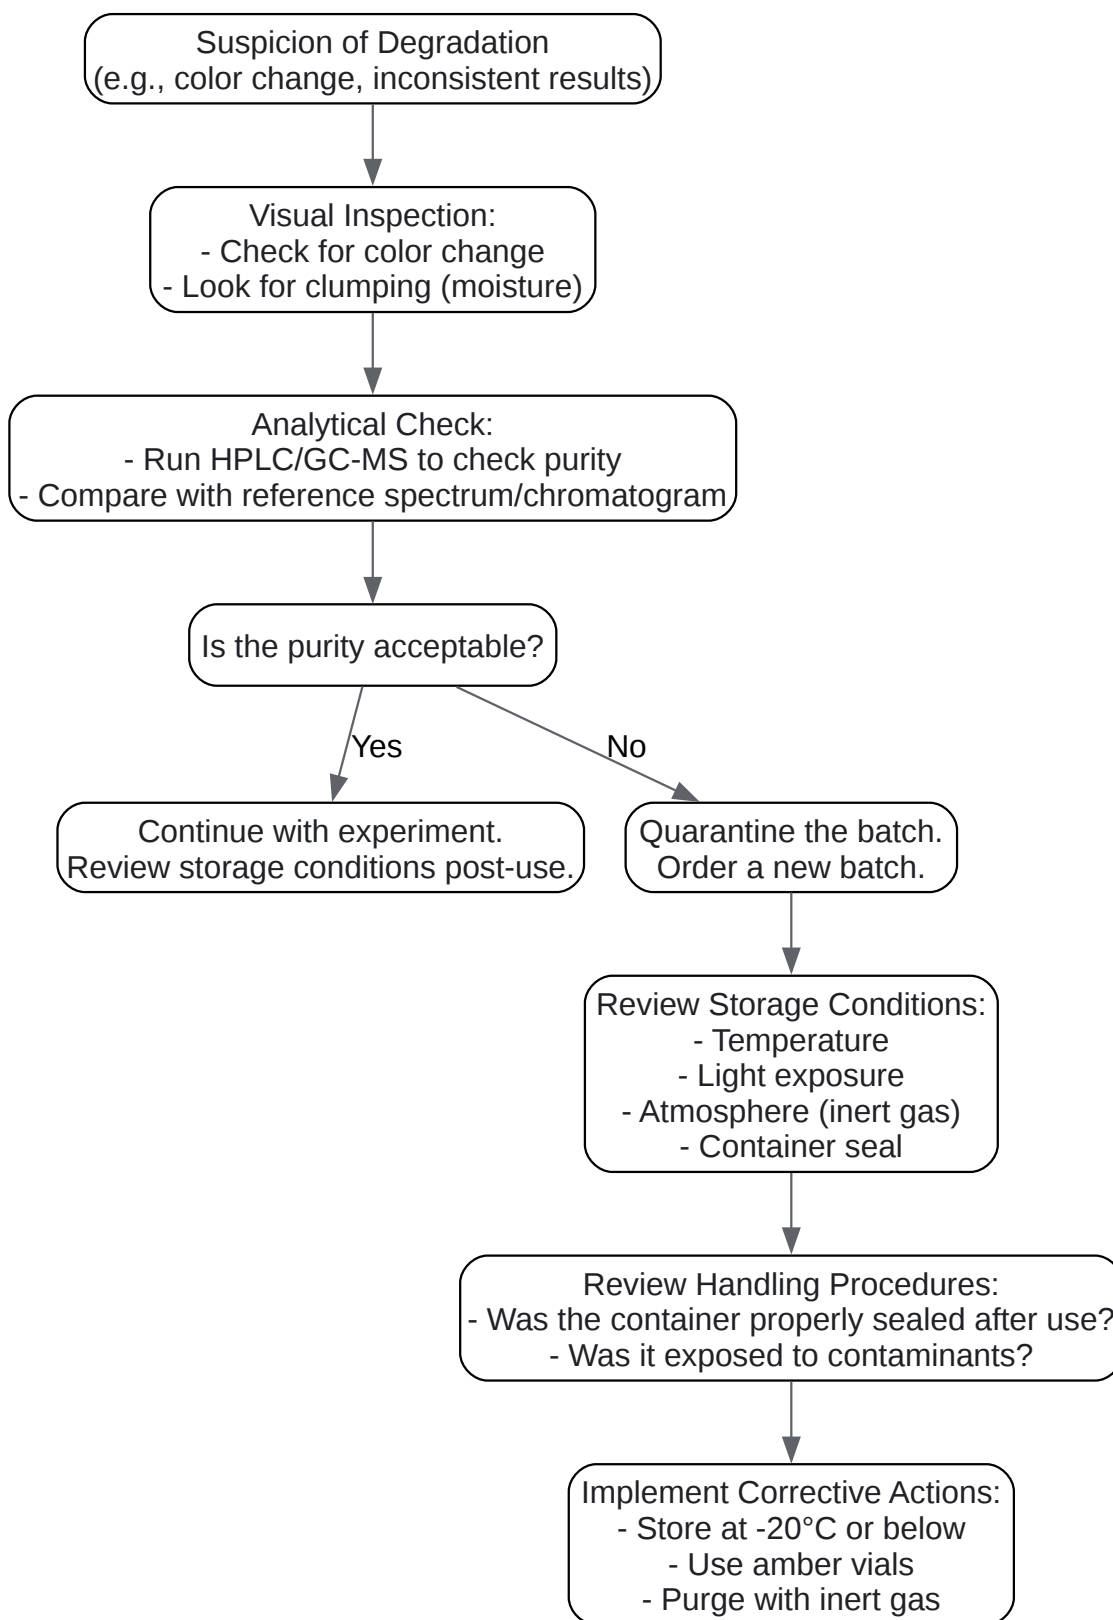 Suspicion of Degradation
(e.g., color change, inconsistent results)
Visual Inspection:
- Check for color change
- Look for clumping (moisture)
Analytical Check:
- Run HPLC/GC-MS to check purity
- Compare with reference spectrum/chromatogram
Is the purity acceptable?
Yes
No
Continue with experiment.
Review storage conditions post-use.
Quarantine the batch.
Order a new batch.
Review Storage Conditions:
- Temperature
- Light exposure
- Atmosphere (inert gas)
- Container seal
Review Handling Procedures:
- Was the container properly sealed after use?
- Was it exposed to contaminants?
Implement Corrective Actions:
- Store at -20°C or below
- Use amber vials
- Purge with inert gas